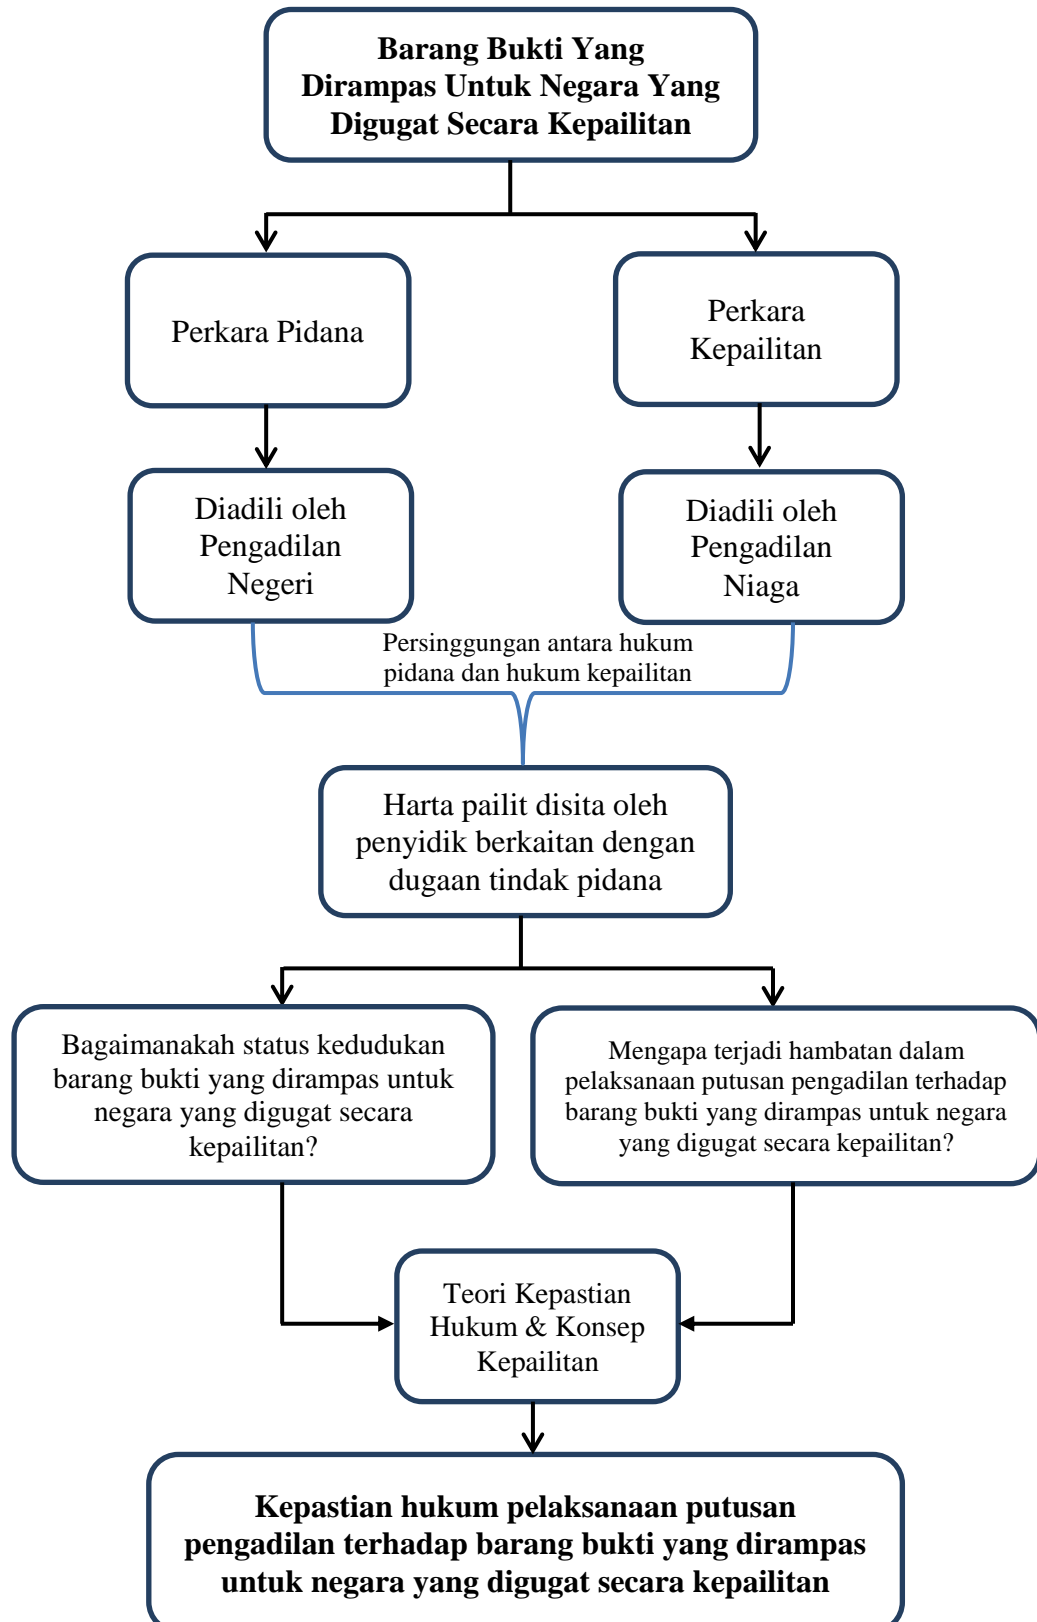 Barang Bukti Yang
Dirampas Untuk Negara Yang
Digugat Secara Kepailitan
Perkara Pidana
Perkara
Kepailitan
Diadili oleh
Pengadilan
Negeri
Diadili oleh
Pengadilan
Niaga
Persinggungan antara hukum
pidana dan hukum kepailitan
Harta pailit disita oleh
penyidik berkaitan dengan
dugaan tindak pidana
Bagaimanakah status kedudukan
barang bukti yang dirampas untuk
negara yang digugat secara
kepailitan?
Mengapa terjadi hambatan dalam
pelaksanaan putusan pengadilan terhadap
barang bukti yang dirampas untuk negara
yang digugat secara kepailitan?
Teori Kepastian
Hukum & Konsep
Kepailitan
Kepastian hukum pelaksanaan putusan
pengadilan terhadap barang bukti yang dirampas
untuk negara yang digugat secara kepailitan